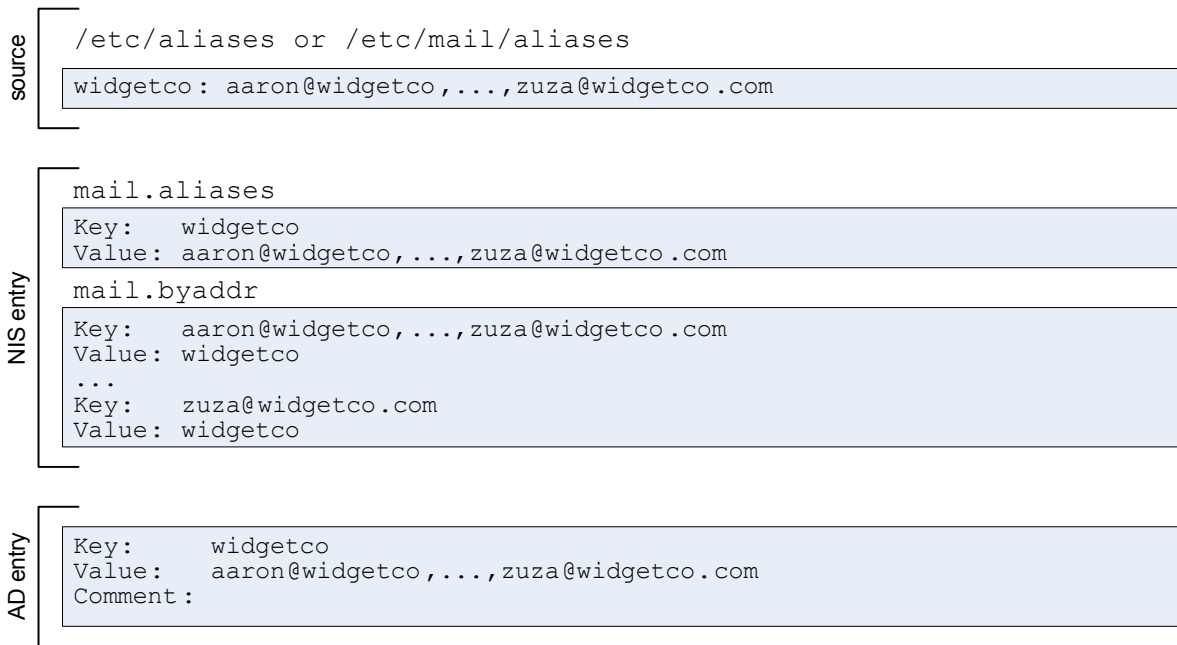 source
/etc/aliases or /etc/mail/aliases
widgetco: aaron@widgetco,...,zuza@widgetco.com
NIS entry
mail.aliases
Key: widgetco
Value: aaron@widgetco,...,zuza@widgetco.com
mail.byaddr
Key: aaron@widgetco,...,zuza@widgetco.com
Value: widgetco
...
Key: zuza@widgetco.com
Value: widgetco
AD entry
Key: widgetco
Value: aaron@widgetco,...,zuza@widgetco.com
Comment: